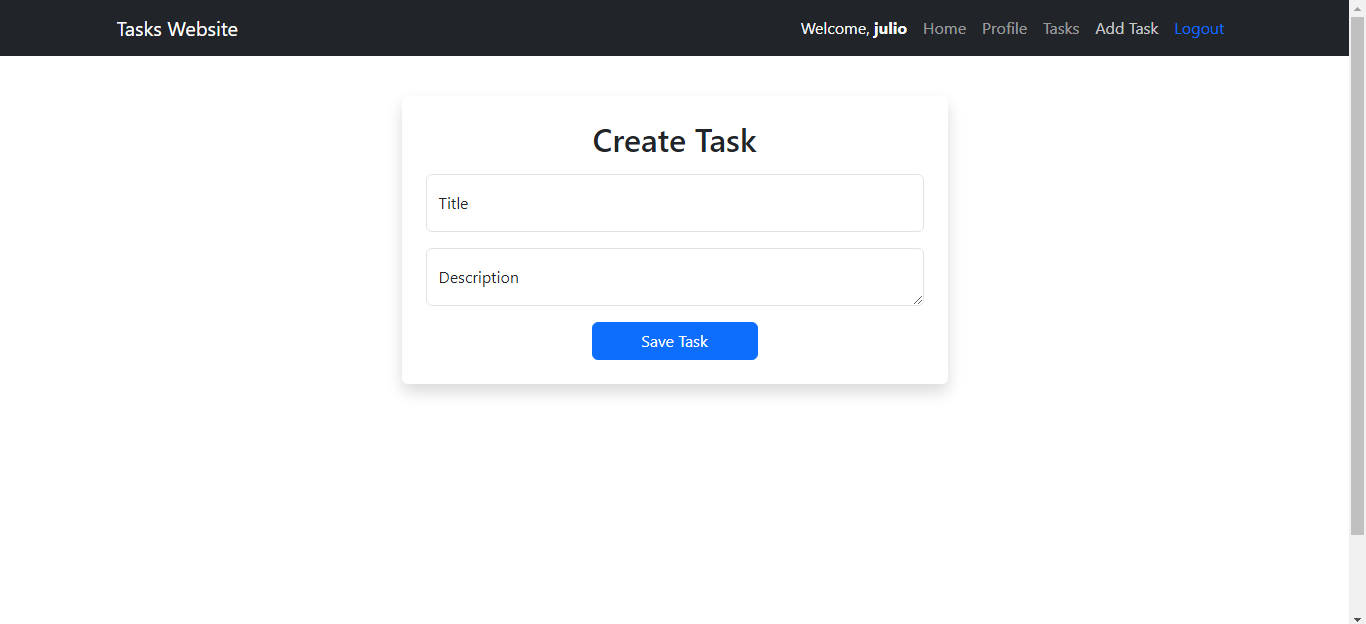 Tasks Website Welcome, julio Home Profile Tasks Add Task Logout
Create Task
Title
Description
Save Task